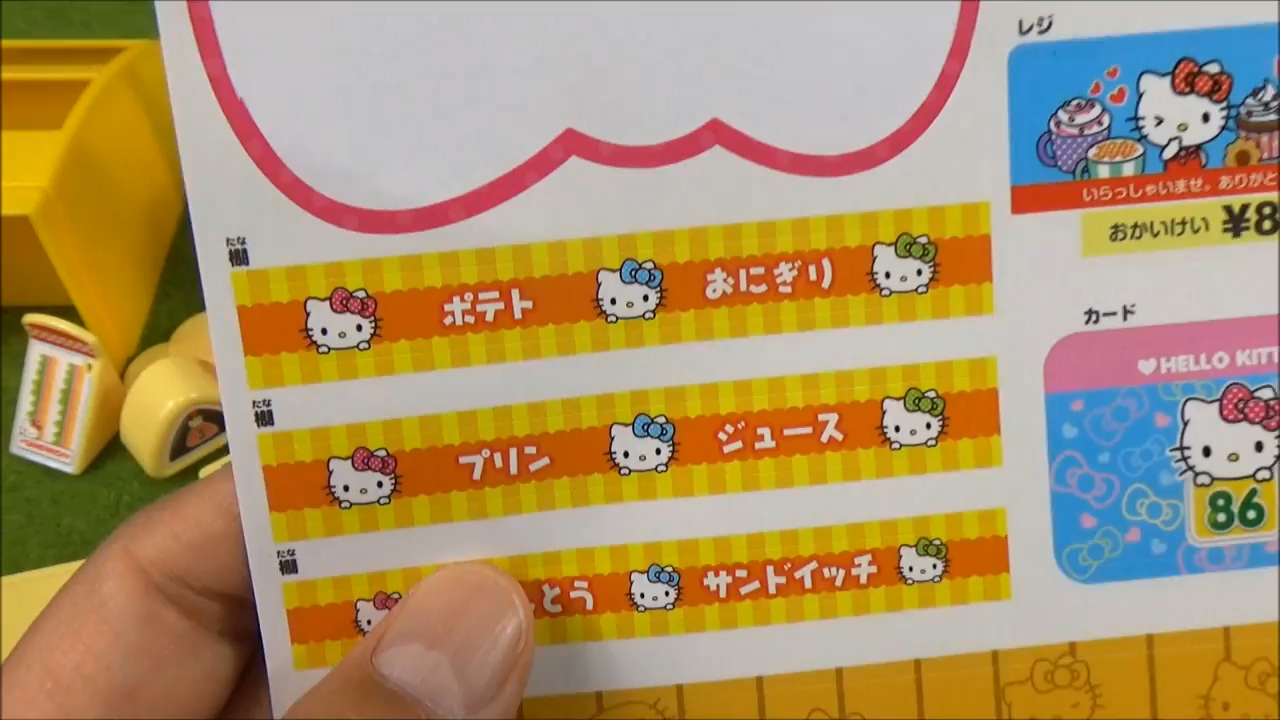 レジ
いらっしゃいませ。ありがと
おかいけい ¥8
たな
棚
ポテト おにぎり
カード
HELLO KITT
86
たな
棚
プリン ジュース
たな
棚
とう サンドイッチ